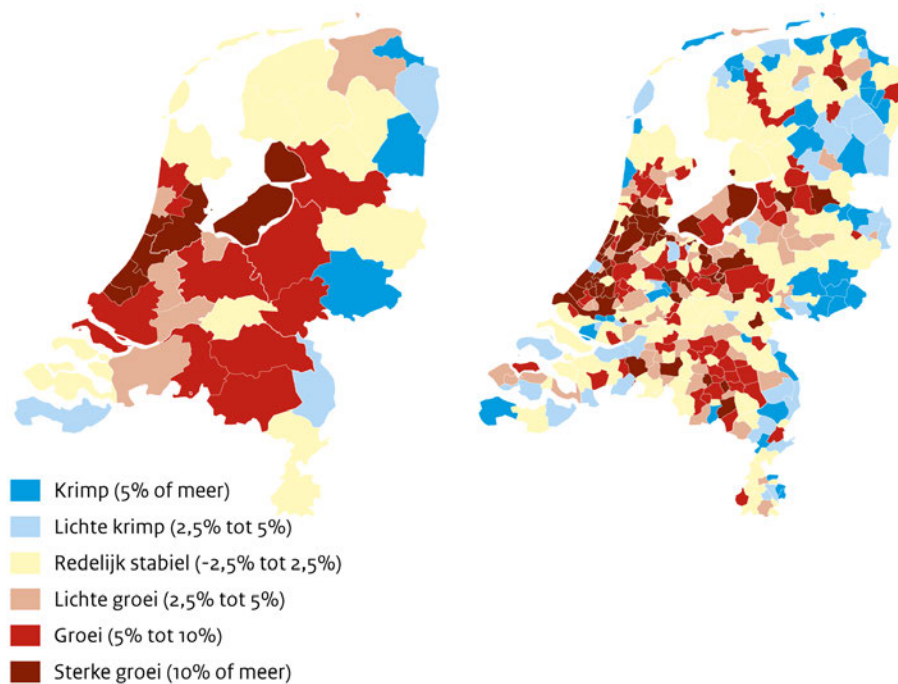 Krimp (5% of meer)
Lichte krimp (2,5% tot 5%)
Redelijk stabiel (-2,5% tot 2,5%)
Lichte groei (2,5% tot 5%)
Groei (5% tot 10%)
Sterke groei (10% of meer)